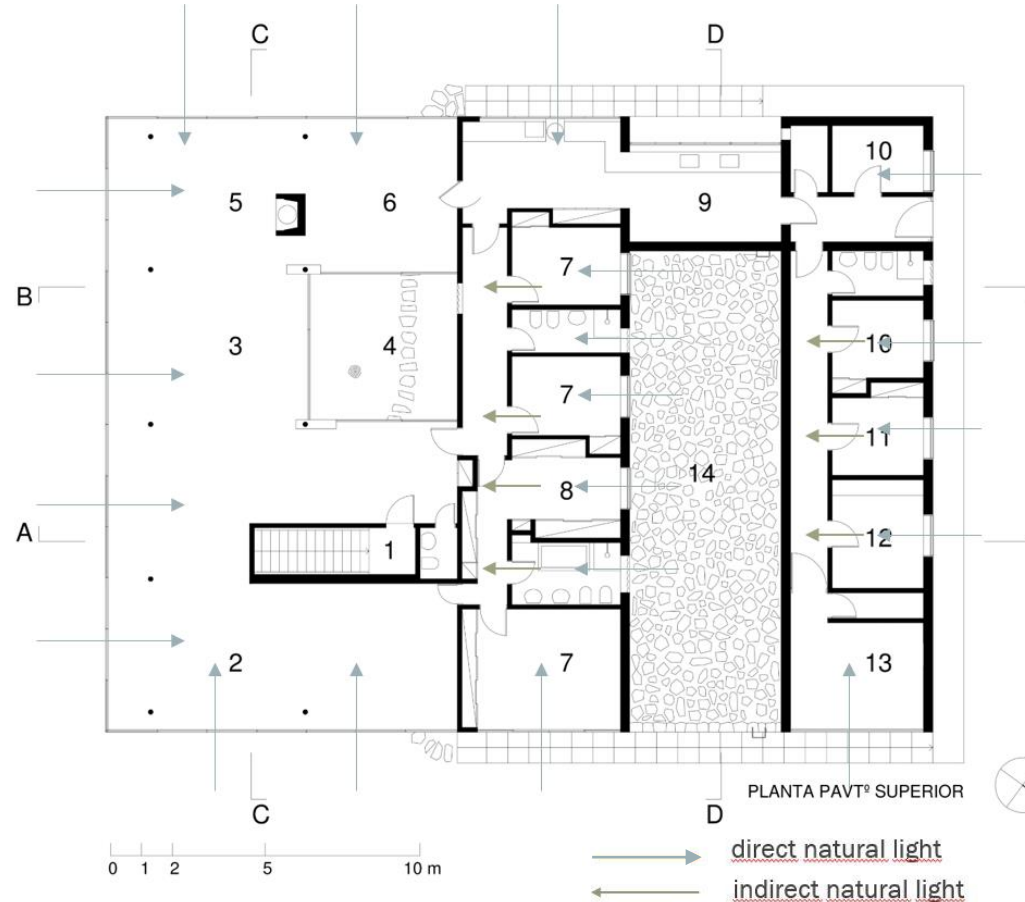 C D
10
5 6 9
7
B
3 4
10
7
11
14
8
A
1 12
2 7 13
PLANTA PAVTº SUPERIOR
C D
0 1 2 5 10 m
direct natural light
indirect natural light